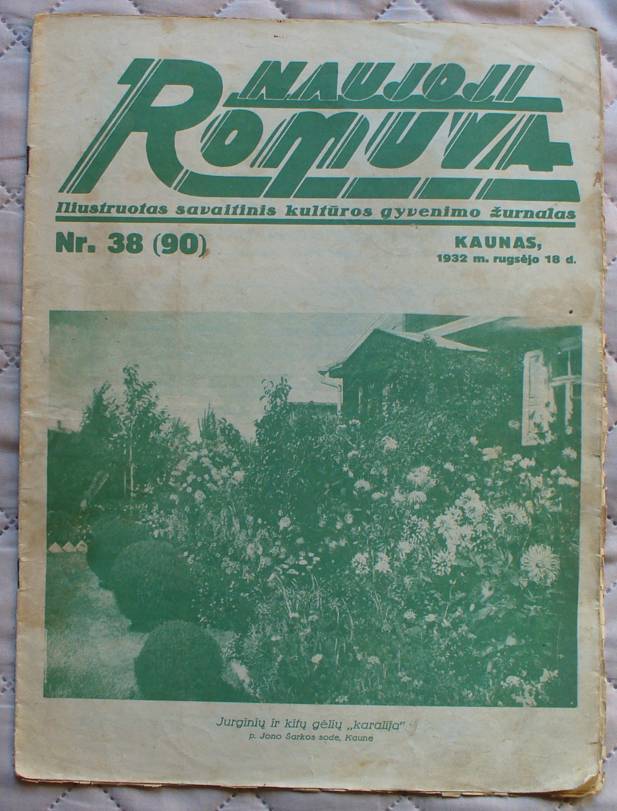 NAUJOJI
ROMUVA
Iliustruotas savaitinis kultūros gyvenimo žurnalas
Nr. 38 (90)
KAUNAS,
1932 m. rugsėjo 18 d.
Jurginių ir kitų gėlių „karalija"
p. Jono Šarkos sode, Kaune